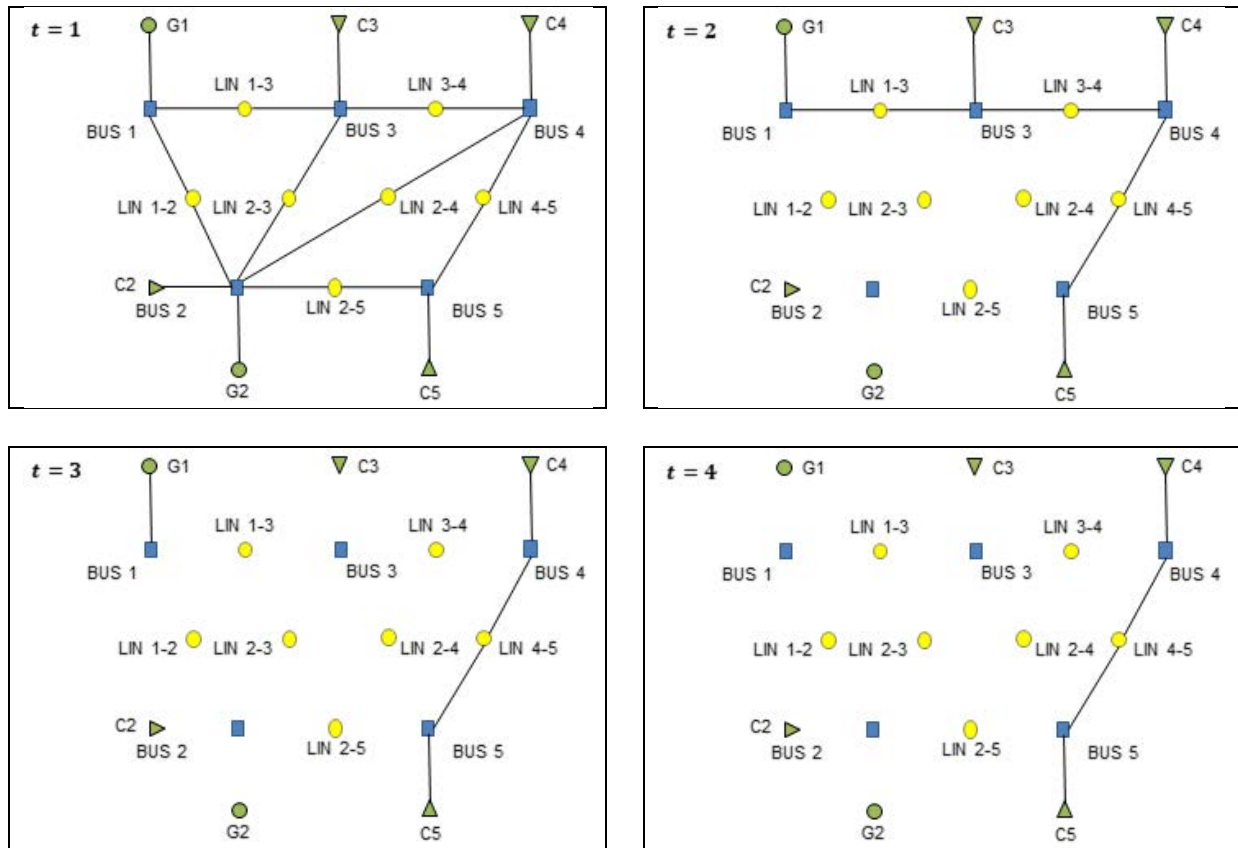 t = 1
G1
C3
C4
LIN 1-3
LIN 3-4
BUS 1
BUS 3
BUS 4
LIN 1-2
LIN 2-3
LIN 2-4
LIN 4-5
C2
BUS 2
LIN 2-5
BUS 5
G2
C5
t = 2
G1
C3
C4
LIN 1-3
LIN 3-4
BUS 1
BUS 3
BUS 4
LIN 1-2
LIN 2-3
LIN 2-4
LIN 4-5
C2
BUS 2
LIN 2-5
BUS 5
G2
C5
t = 3
G1
C3
C4
LIN 1-3
LIN 3-4
BUS 1
BUS 3
BUS 4
LIN 1-2
LIN 2-3
LIN 2-4
LIN 4-5
C2
BUS 2
LIN 2-5
BUS 5
G2
C5
t = 4
G1
C3
C4
LIN 1-3
LIN 3-4
BUS 1
BUS 3
BUS 4
LIN 1-2
LIN 2-3
LIN 2-4
LIN 4-5
C2
BUS 2
LIN 2-5
BUS 5
G2
C5